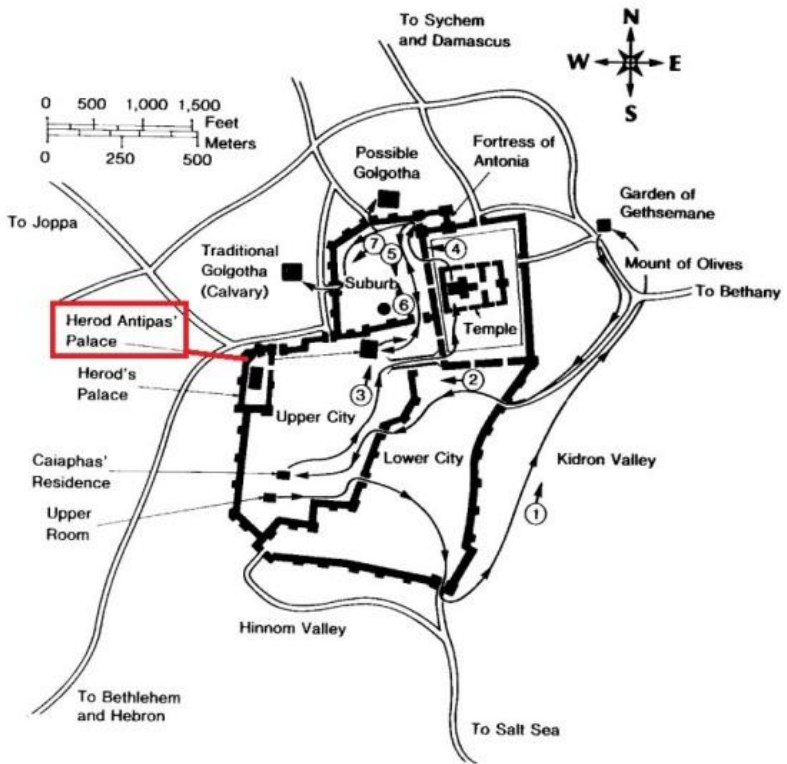 To Sychem
and Damascus
N
W E
S
0 500 1,000 1,500
Feet
Meters
0 250 500
Possible
Golgotha
Fortress of
Antonia
Garden of
Gethsemane
To Joppa
Traditional
Golgotha
(Calvary)
7
5
4
Mount of Olives
Suburb
6
To Bethany
Herod Antipas'
Palace
Temple
Herod's
Palace
3
2
Upper City
Caiaphas'
Residence
Lower City
Kidron Valley
Upper
Room
1
Hinnom Valley
To Bethlehem
and Hebron
To Salt Sea